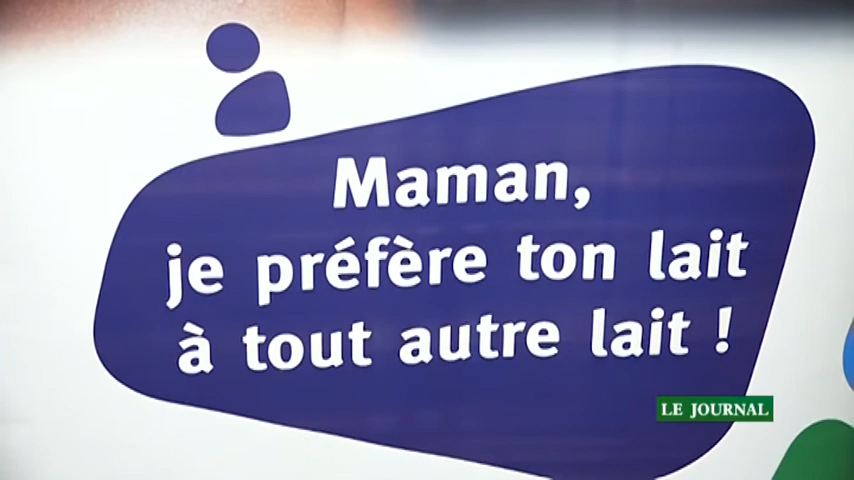 Maman,
je préfère ton lait
à tout autre lait !
LE JOURNAL